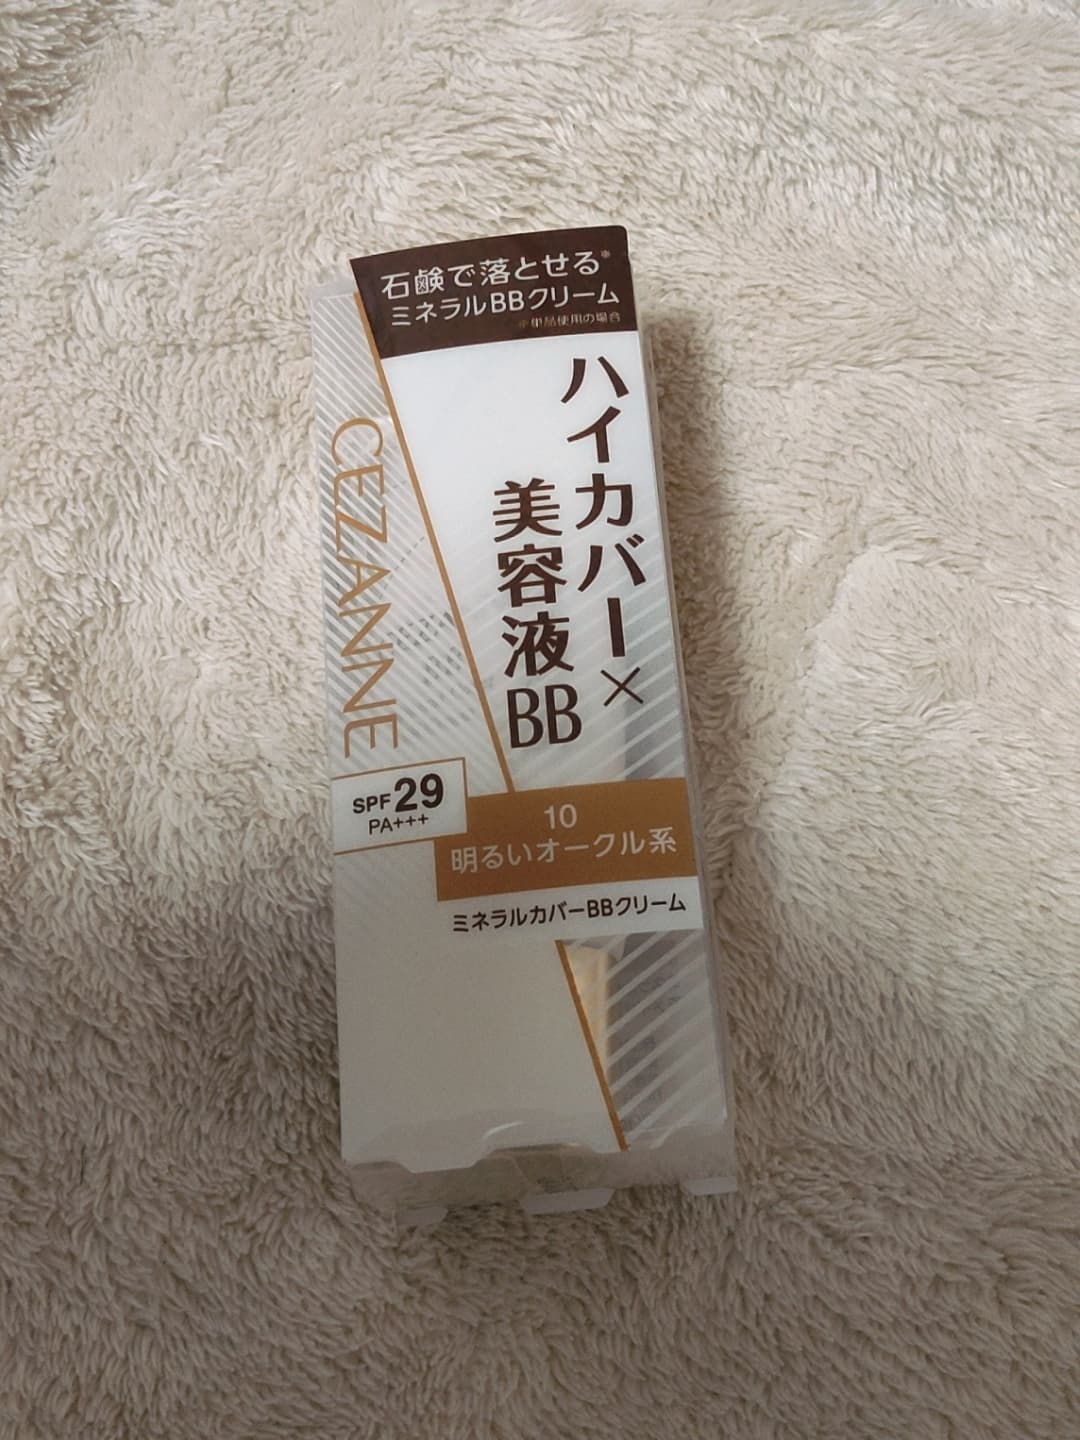 石鹸で落とせる※
ミネラルBBクリーム
※単品使用の場合
ハイカバー×
美容液BB
CEZANNE
SPF29
PA+++
10
明るいオークル系
ミネラルカバーBBクリーム